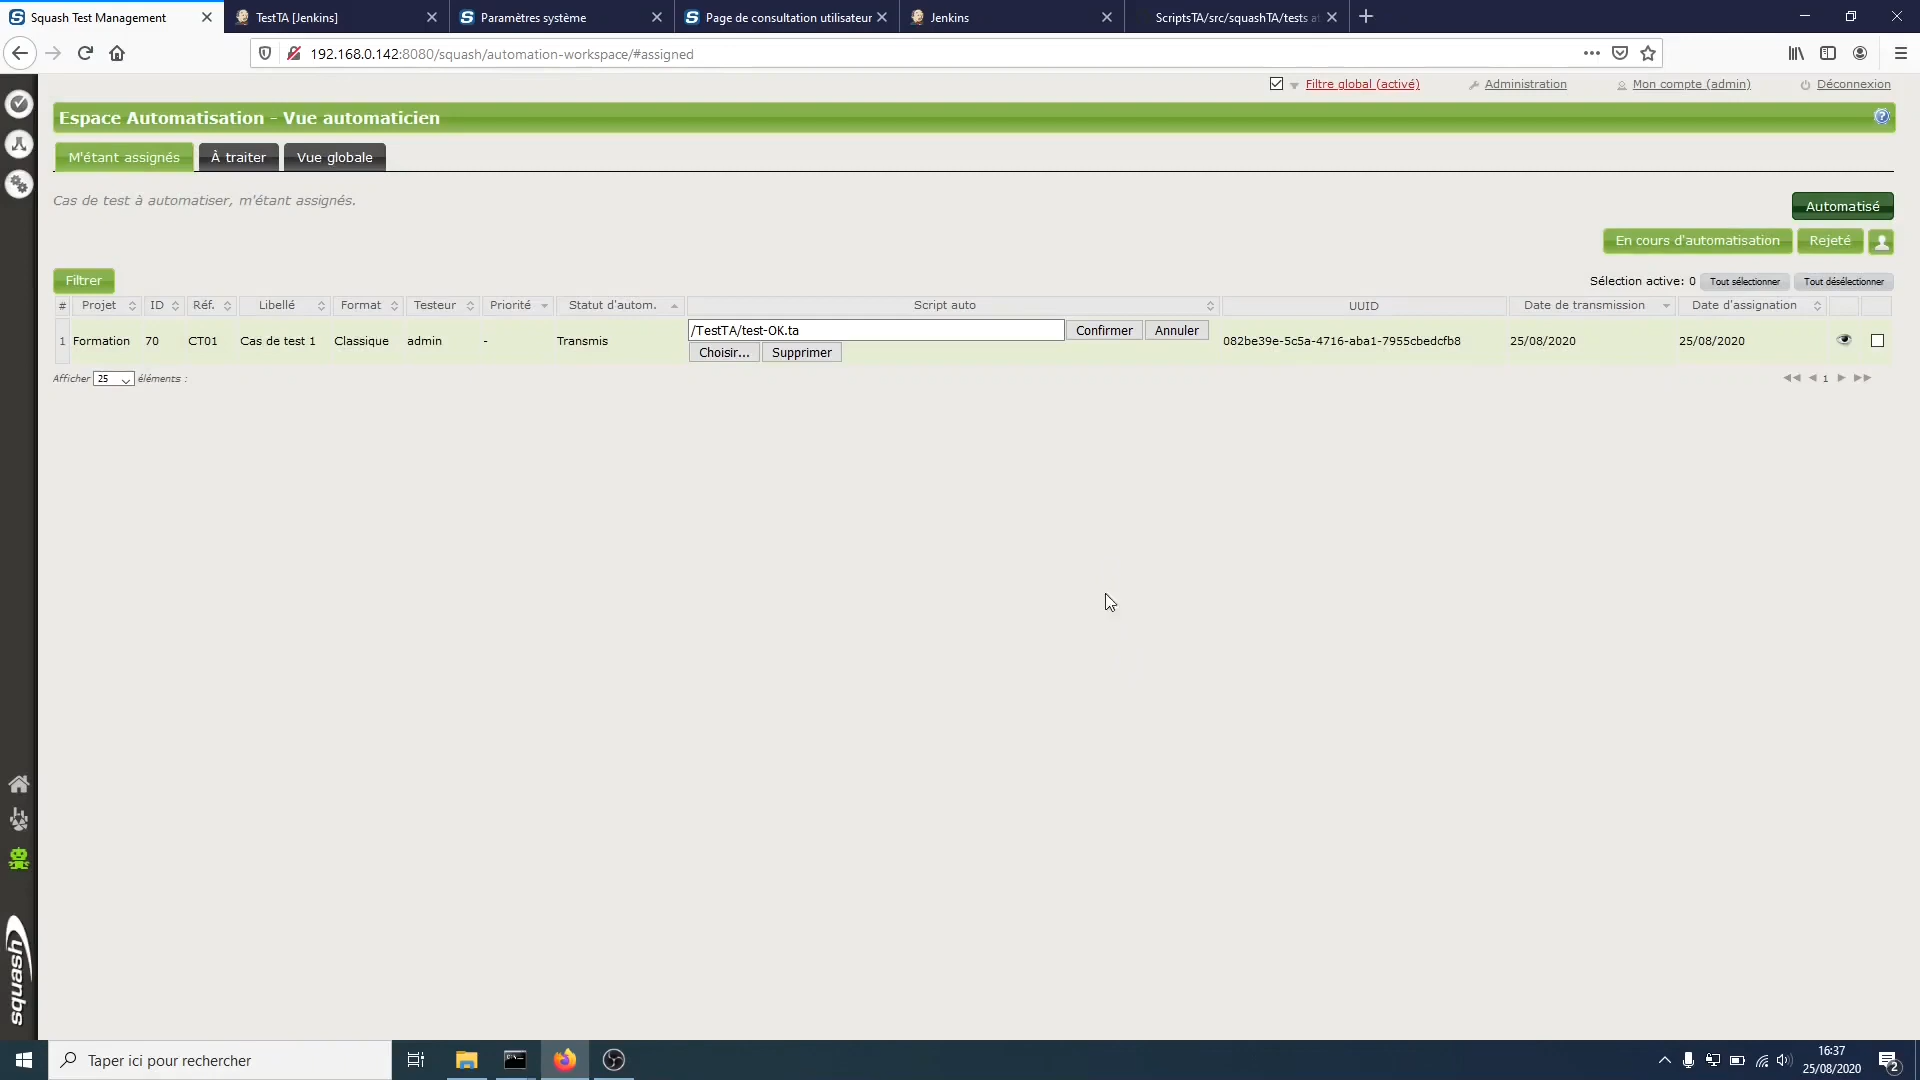 Squash Test Management
TestTA [Jenkins]
Paramètres système
Page de consultation utilisateur
Jenkins
ScriptsTA/src/squashTA/tests at
192.168.0.142:8080/squash/automation-workspace/#assigned
Filtre global (activé)
Administration
Mon compte (admin)
Déconnexion
Espace Automatisation - Vue automaticien
M'étant assignés
À traiter
Vue globale
Cas de test à automatiser, m'étant assignés.
Automatisé
En cours d'automatisation
Rejeté
Filtrer
Sélection active: 0
Tout sélectionner
Tout désélectionner
# Projet ID Réf. Libellé Format Testeur Priorité Statut d'autom. Script auto UUID Date de transmission Date d'assignation
1 Formation 70 CT01 Cas de test 1 Classique admin - Transmis /TestTA/test-OK.ta Confirmer Annuler 082be39e-5c5a-4716-aba1-7955cbedcfb8 25/08/2020 25/08/2020
Choisir... Supprimer
Afficher 25 éléments :
1
squash
Taper ici pour rechercher
16:37
25/08/2020
2